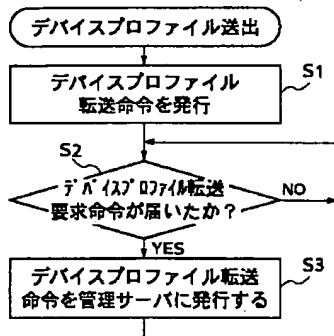 デバイスプロファイル送出
デバイスプロファイル
転送命令を発行
S1
S2
デバイスプロファイル転送
要求命令が届いたか?
NO
YES
デバイスプロファイル転送
命令を管理サーバに発行する
S3